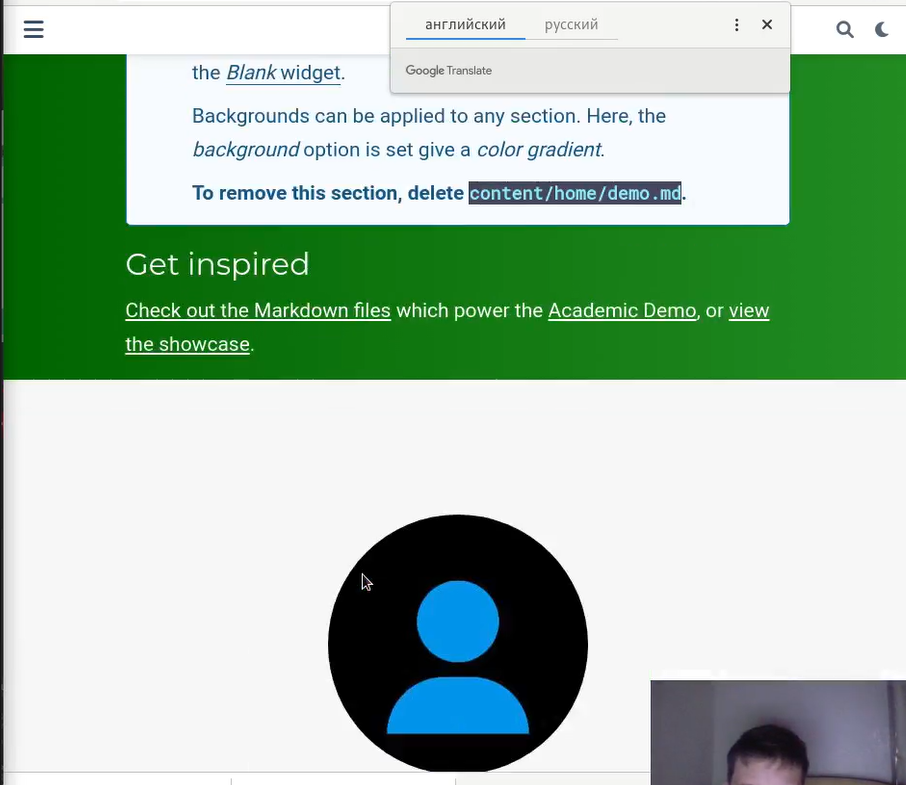 английский русский
Google Translate
the Blank widget.
Backgrounds can be applied to any section. Here, the
background option is set give a color gradient.
To remove this section, delete content/home/demo.md.
Get inspired
Check out the Markdown files which power the Academic Demo, or view
the showcase.